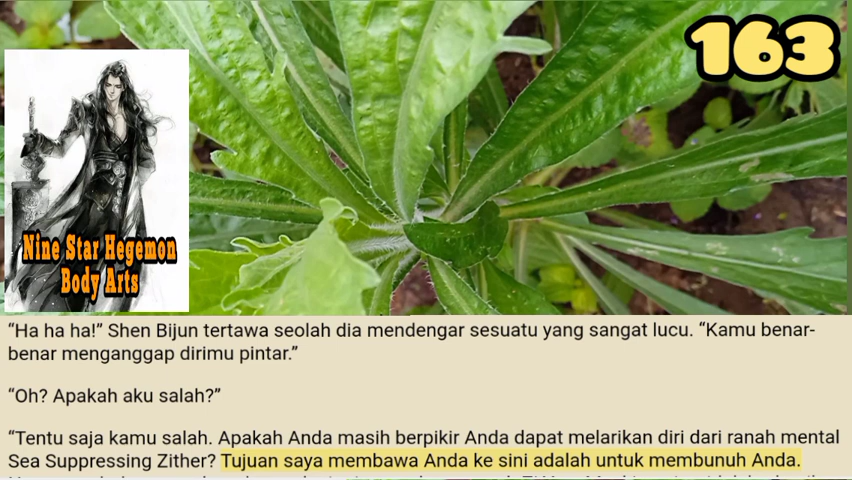 163
Nine Star Hegemon
Body Arts
“Ha ha ha!” Shen Bijun tertawa seolah dia mendengar sesuatu yang sangat lucu. “Kamu benar-
benar menganggap dirimu pintar.”
“Oh? Apakah aku salah?”
“Tentu saja kamu salah. Apakah Anda masih berpikir Anda dapat melarikan diri dari ranah mental
Sea Suppressing Zither? Tujuan saya membawa Anda ke sini adalah untuk membunuh Anda.